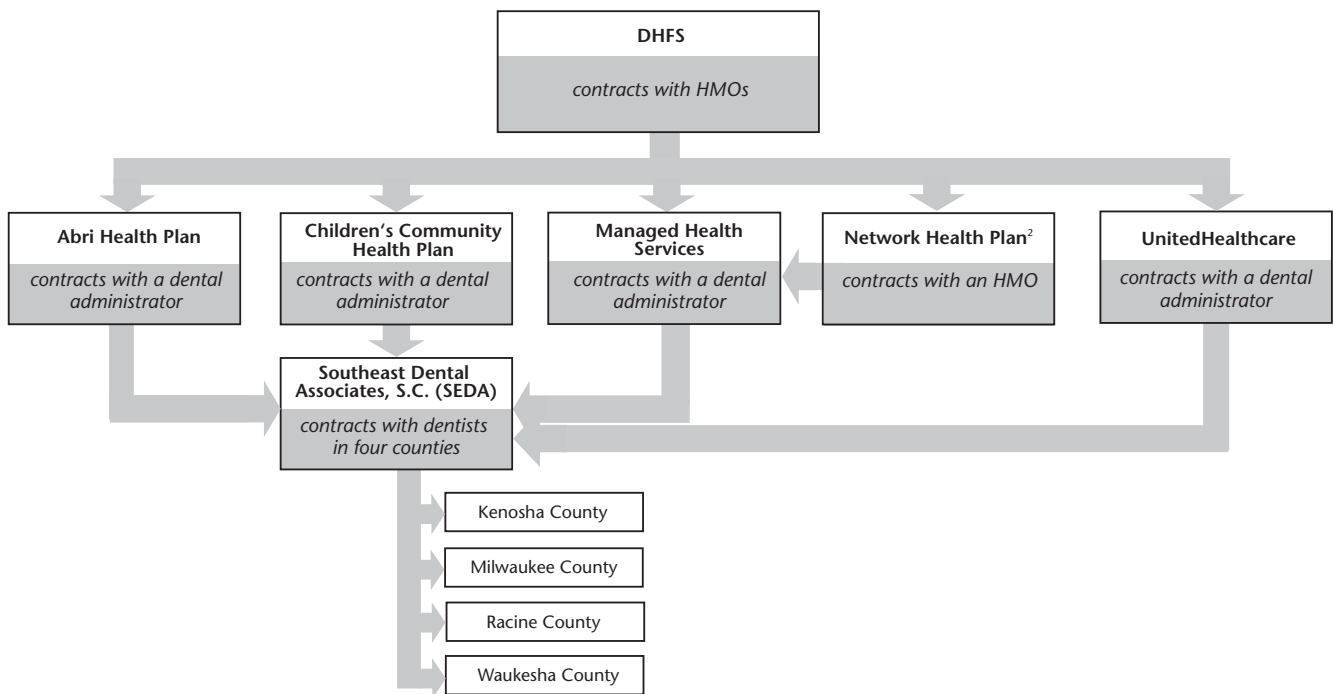 DHFS
contracts with HMOs
Abri Health Plan
contracts with a dental
administrator
Children's Community
Health Plan
contracts with a dental
administrator
Managed Health
Services
contracts with a dental
administrator
Network Health Plan²
contracts with an HMO
UnitedHealthcare
contracts with a dental
administrator
Southeast Dental
Associates, S.C. (SEDA)
contracts with dentists
in four counties
Kenosha County
Milwaukee County
Racine County
Waukesha County